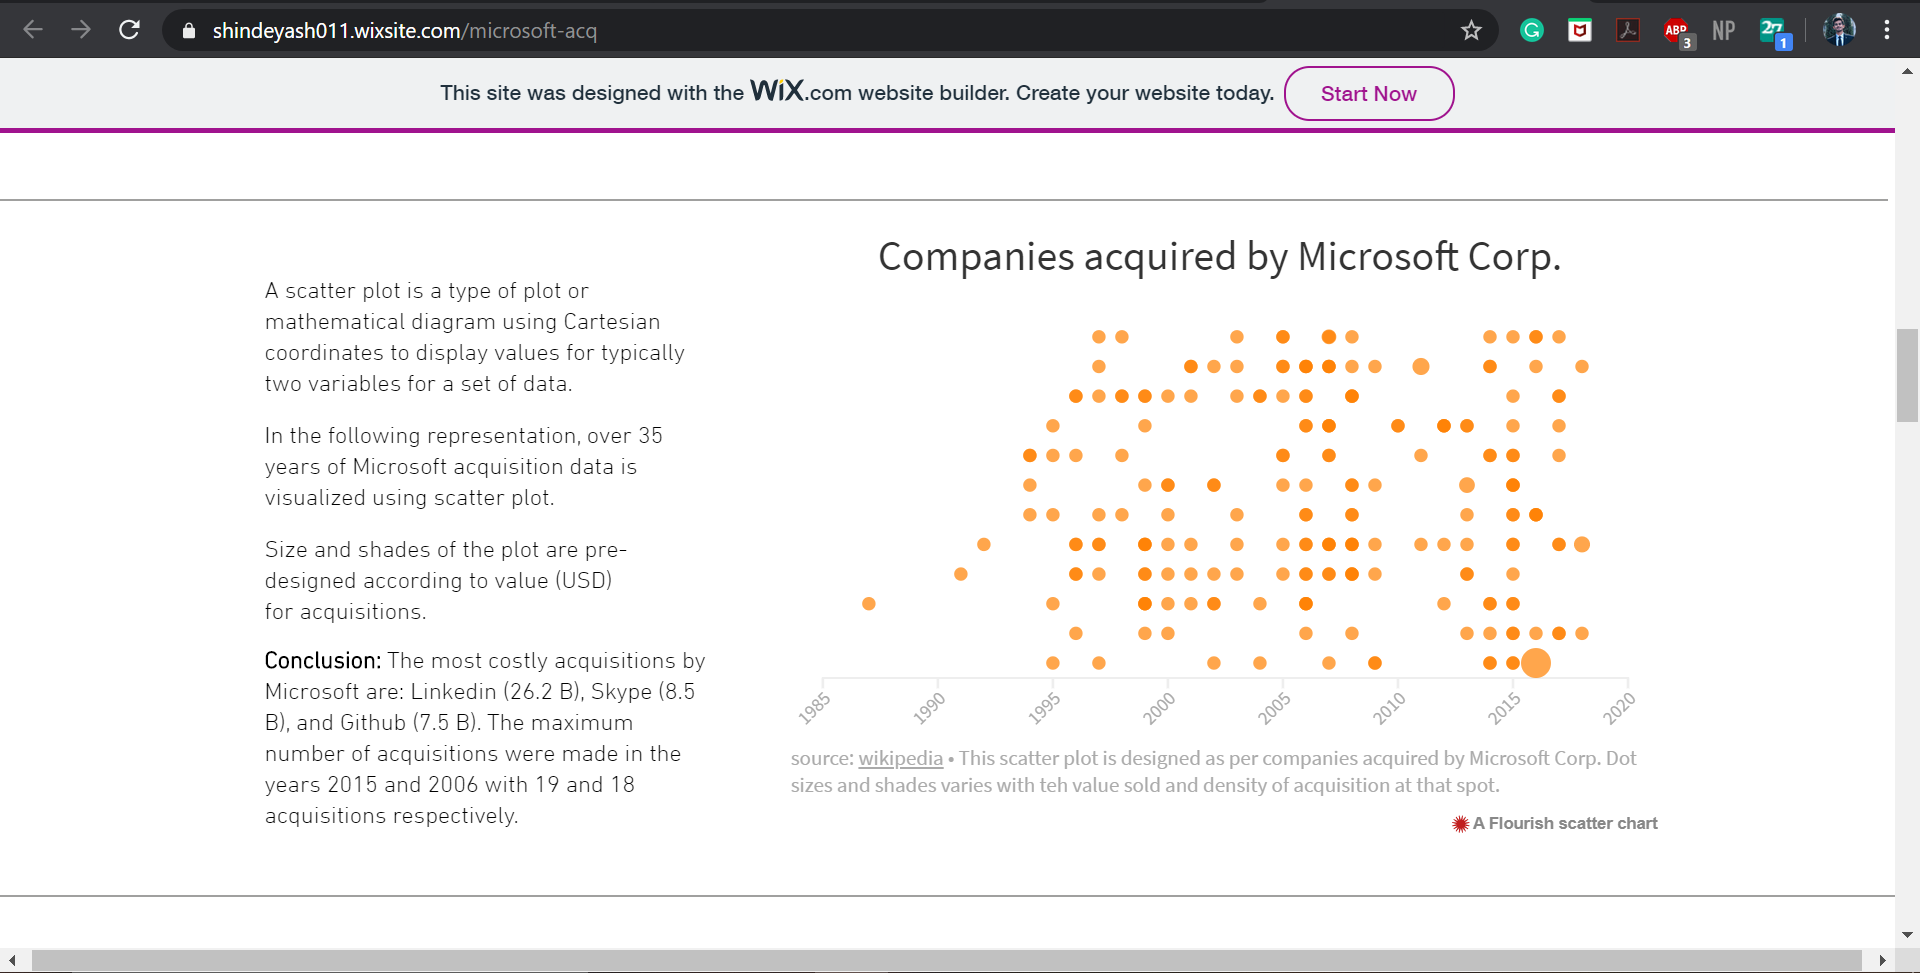 shindeyash011.wixsite.com/microsoft-acq
ABP
3
NP
27
1
This site was designed with the WiX.com website builder. Create your website today.
Start Now
Companies acquired by Microsoft Corp.
A scatter plot is a type of plot or
mathematical diagram using Cartesian
coordinates to display values for typically
two variables for a set of data.
In the following representation, over 35
years of Microsoft acquisition data is
visualized using scatter plot.
Size and shades of the plot are pre-
designed according to value (USD)
for acquisitions.
Conclusion: The most costly acquisitions by
Microsoft are: Linkedin (26.2 B), Skype (8.5
B), and Github (7.5 B). The maximum
number of acquisitions were made in the
years 2015 and 2006 with 19 and 18
acquisitions respectively.
1985
1990
1995
2000
2005
2010
2015
2020
source: wikipedia • This scatter plot is designed as per companies acquired by Microsoft Corp. Dot
sizes and shades varies with teh value sold and density of acquisition at that spot.
A Flourish scatter chart